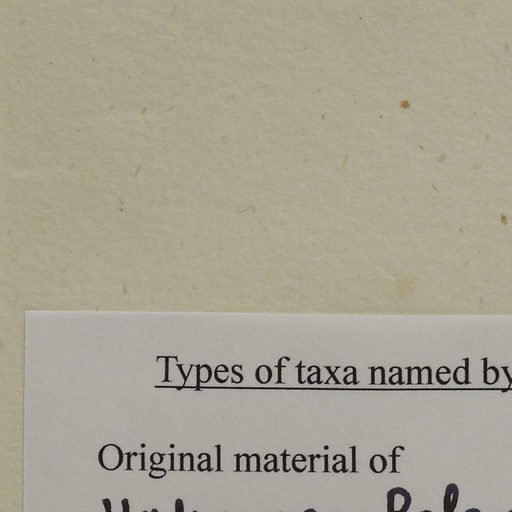 Types of taxa named by
Original material of